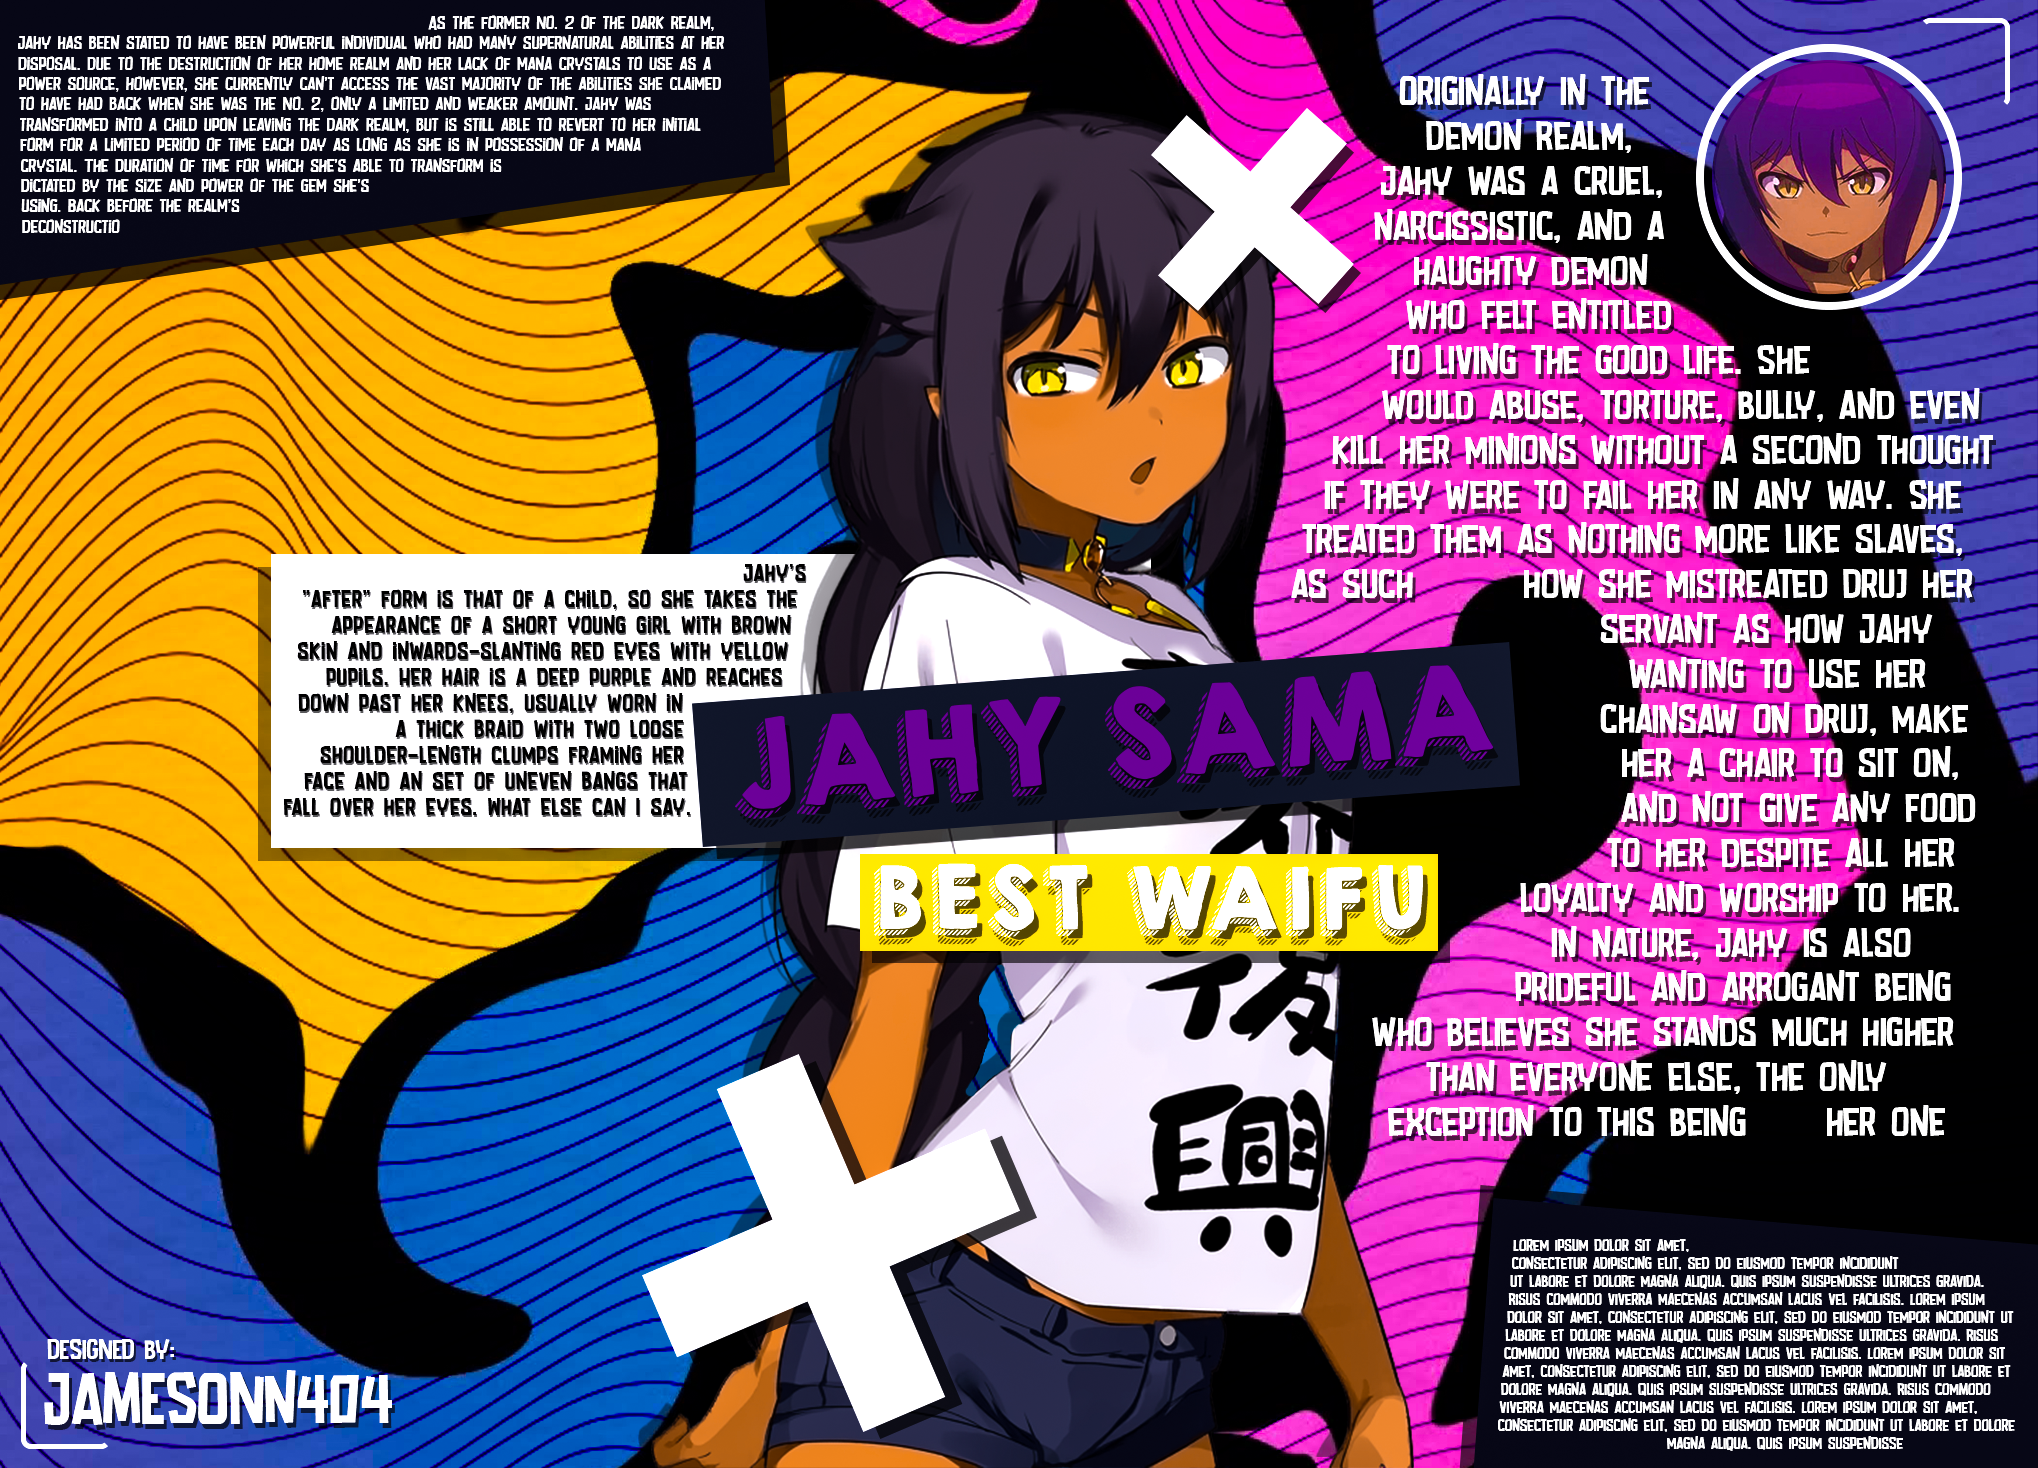 AS THE FORMER NO. 2 OF THE DARK REALM,
JAHY HAS BEEN STATED TO HAVE BEEN POWERFUL INDIVIDUAL WHO HAD MANY SUPERNATURAL ABILITIES AT HER
DISPOSAL. DUE TO THE DESTRUCTION OF HER HOME REALM AND HER LACK OF MANA CRYSTALS TO USE AS A
POWER SOURCE, HOWEVER, SHE CURRENTLY CAN'T ACCESS THE VAST MAJORITY OF THE ABILITIES SHE CLAIMED
TO HAVE HAD BACK WHEN SHE WAS THE NO. 2, ONLY A LIMITED AND WEAKER AMOUNT. JAHY WAS
TRANSFORMED INTO A CHILD UPON LEAVING THE DARK REALM, BUT IS STILL ABLE TO REVERT TO HER INITIAL
FORM FOR A LIMITED PERIOD OF TIME EACH DAY AS LONG AS SHE IS IN POSSESSION OF A MANA
CRYSTAL. THE DURATION OF TIME FOR WHICH SHE'S ABLE TO TRANSFORM IS
DICTATED BY THE SIZE AND POWER OF THE GEM SHE'S
USING. BACK BEFORE THE REALM'S
DECONSTRUCTIO
ORIGINALLY IN THE
DEMON REALM,
JAHY WAS A CRUEL,
NARCISSISTIC, AND A
HAUGHTY DEMON
WHO FELT ENTITLED
TO LIVING THE GOOD LIFE. SHE
WOULD ABUSE, TORTURE, BULLY, AND EVEN
KILL HER MINIONS WITHOUT A SECOND THOUGHT
IF THEY WERE TO FAIL HER IN ANY WAY. SHE
TREATED THEM AS NOTHING MORE LIKE SLAVES,
AS SUCH HOW SHE MISTREATED DRUJ HER
SERVANT AS HOW JAHY
WANTING TO USE HER
CHAINSAW ON DRUJ, MAKE
HER A CHAIR TO SIT ON,
AND NOT GIVE ANY FOOD
TO HER DESPITE ALL HER
LOYALTY AND WORSHIP TO HER.
IN NATURE, JAHY IS ALSO
PRIDEFUL AND ARROGANT BEING
WHO BELIEVES SHE STANDS MUCH HIGHER
THAN EVERYONE ELSE, THE ONLY
EXCEPTION TO THIS BEING HER ONE
JAHY'S
"AFTER" FORM IS THAT OF A CHILD, SO SHE TAKES THE
APPEARANCE OF A SHORT YOUNG GIRL WITH BROWN
SKIN AND INWARDS-SLANTING RED EYES WITH YELLOW
PUPILS. HER HAIR IS A DEEP PURPLE AND REACHES
DOWN PAST HER KNEES, USUALLY WORN IN
A THICK BRAID WITH TWO LOOSE
SHOULDER-LENGTH CLUMPS FRAMING HER
FACE AND AN SET OF UNEVEN BANGS THAT
FALL OVER HER EYES. WHAT ELSE CAN I SAY.
JAHY SAMA
BEST WAIFU
復
興
DESIGNED BY:
JAMESONN404
LOREM IPSUM DOLOR SIT AMET,
CONSECTETUR ADIPISCING ELIT, SED DO EIUSMOD TEMPOR INCIDIDUNT
UT LABORE ET DOLORE MAGNA ALIQUA. QUIS IPSUM SUSPENDISSE ULTRICES GRAVIDA.
RISUS COMMODO VIVERRA MAECENAS ACCUMSAN LACUS VEL FACILISIS. LOREM IPSUM
DOLOR SIT AMET, CONSECTETUR ADIPISCING ELIT, SED DO EIUSMOD TEMPOR INCIDIDUNT UT
LABORE ET DOLORE MAGNA ALIQUA. QUIS IPSUM SUSPENDISSE ULTRICES GRAVIDA. RISUS
COMMODO VIVERRA MAECENAS ACCUMSAN LACUS VEL FACILISIS. LOREM IPSUM DOLOR SIT
AMET, CONSECTETUR ADIPISCING ELIT, SED DO EIUSMOD TEMPOR INCIDIDUNT UT LABORE ET
DOLORE MAGNA ALIQUA. QUIS IPSUM SUSPENDISSE ULTRICES GRAVIDA. RISUS COMMODO
VIVERRA MAECENAS ACCUMSAN LACUS VEL FACILISIS. LOREM IPSUM DOLOR SIT AMET,
CONSECTETUR ADIPISCING ELIT, SED DO EIUSMOD TEMPOR INCIDIDUNT UT LABORE ET DOLORE
MAGNA ALIQUA. QUIS IPSUM SUSPENDISSE